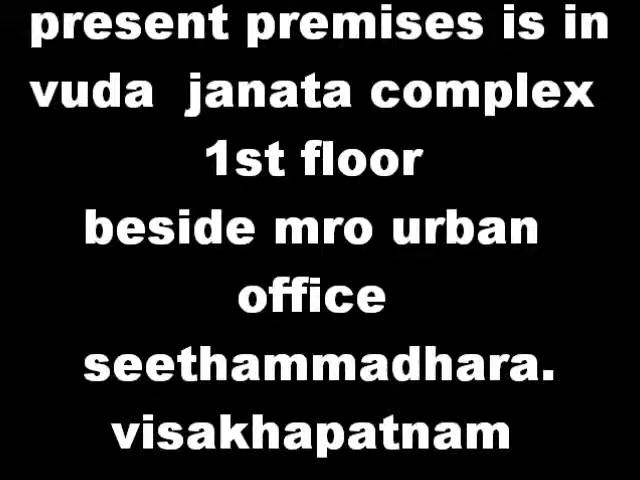 present premises is in
vuda janata complex
1st floor
beside mro urban
office
seethammadhara.
visakhapatnam